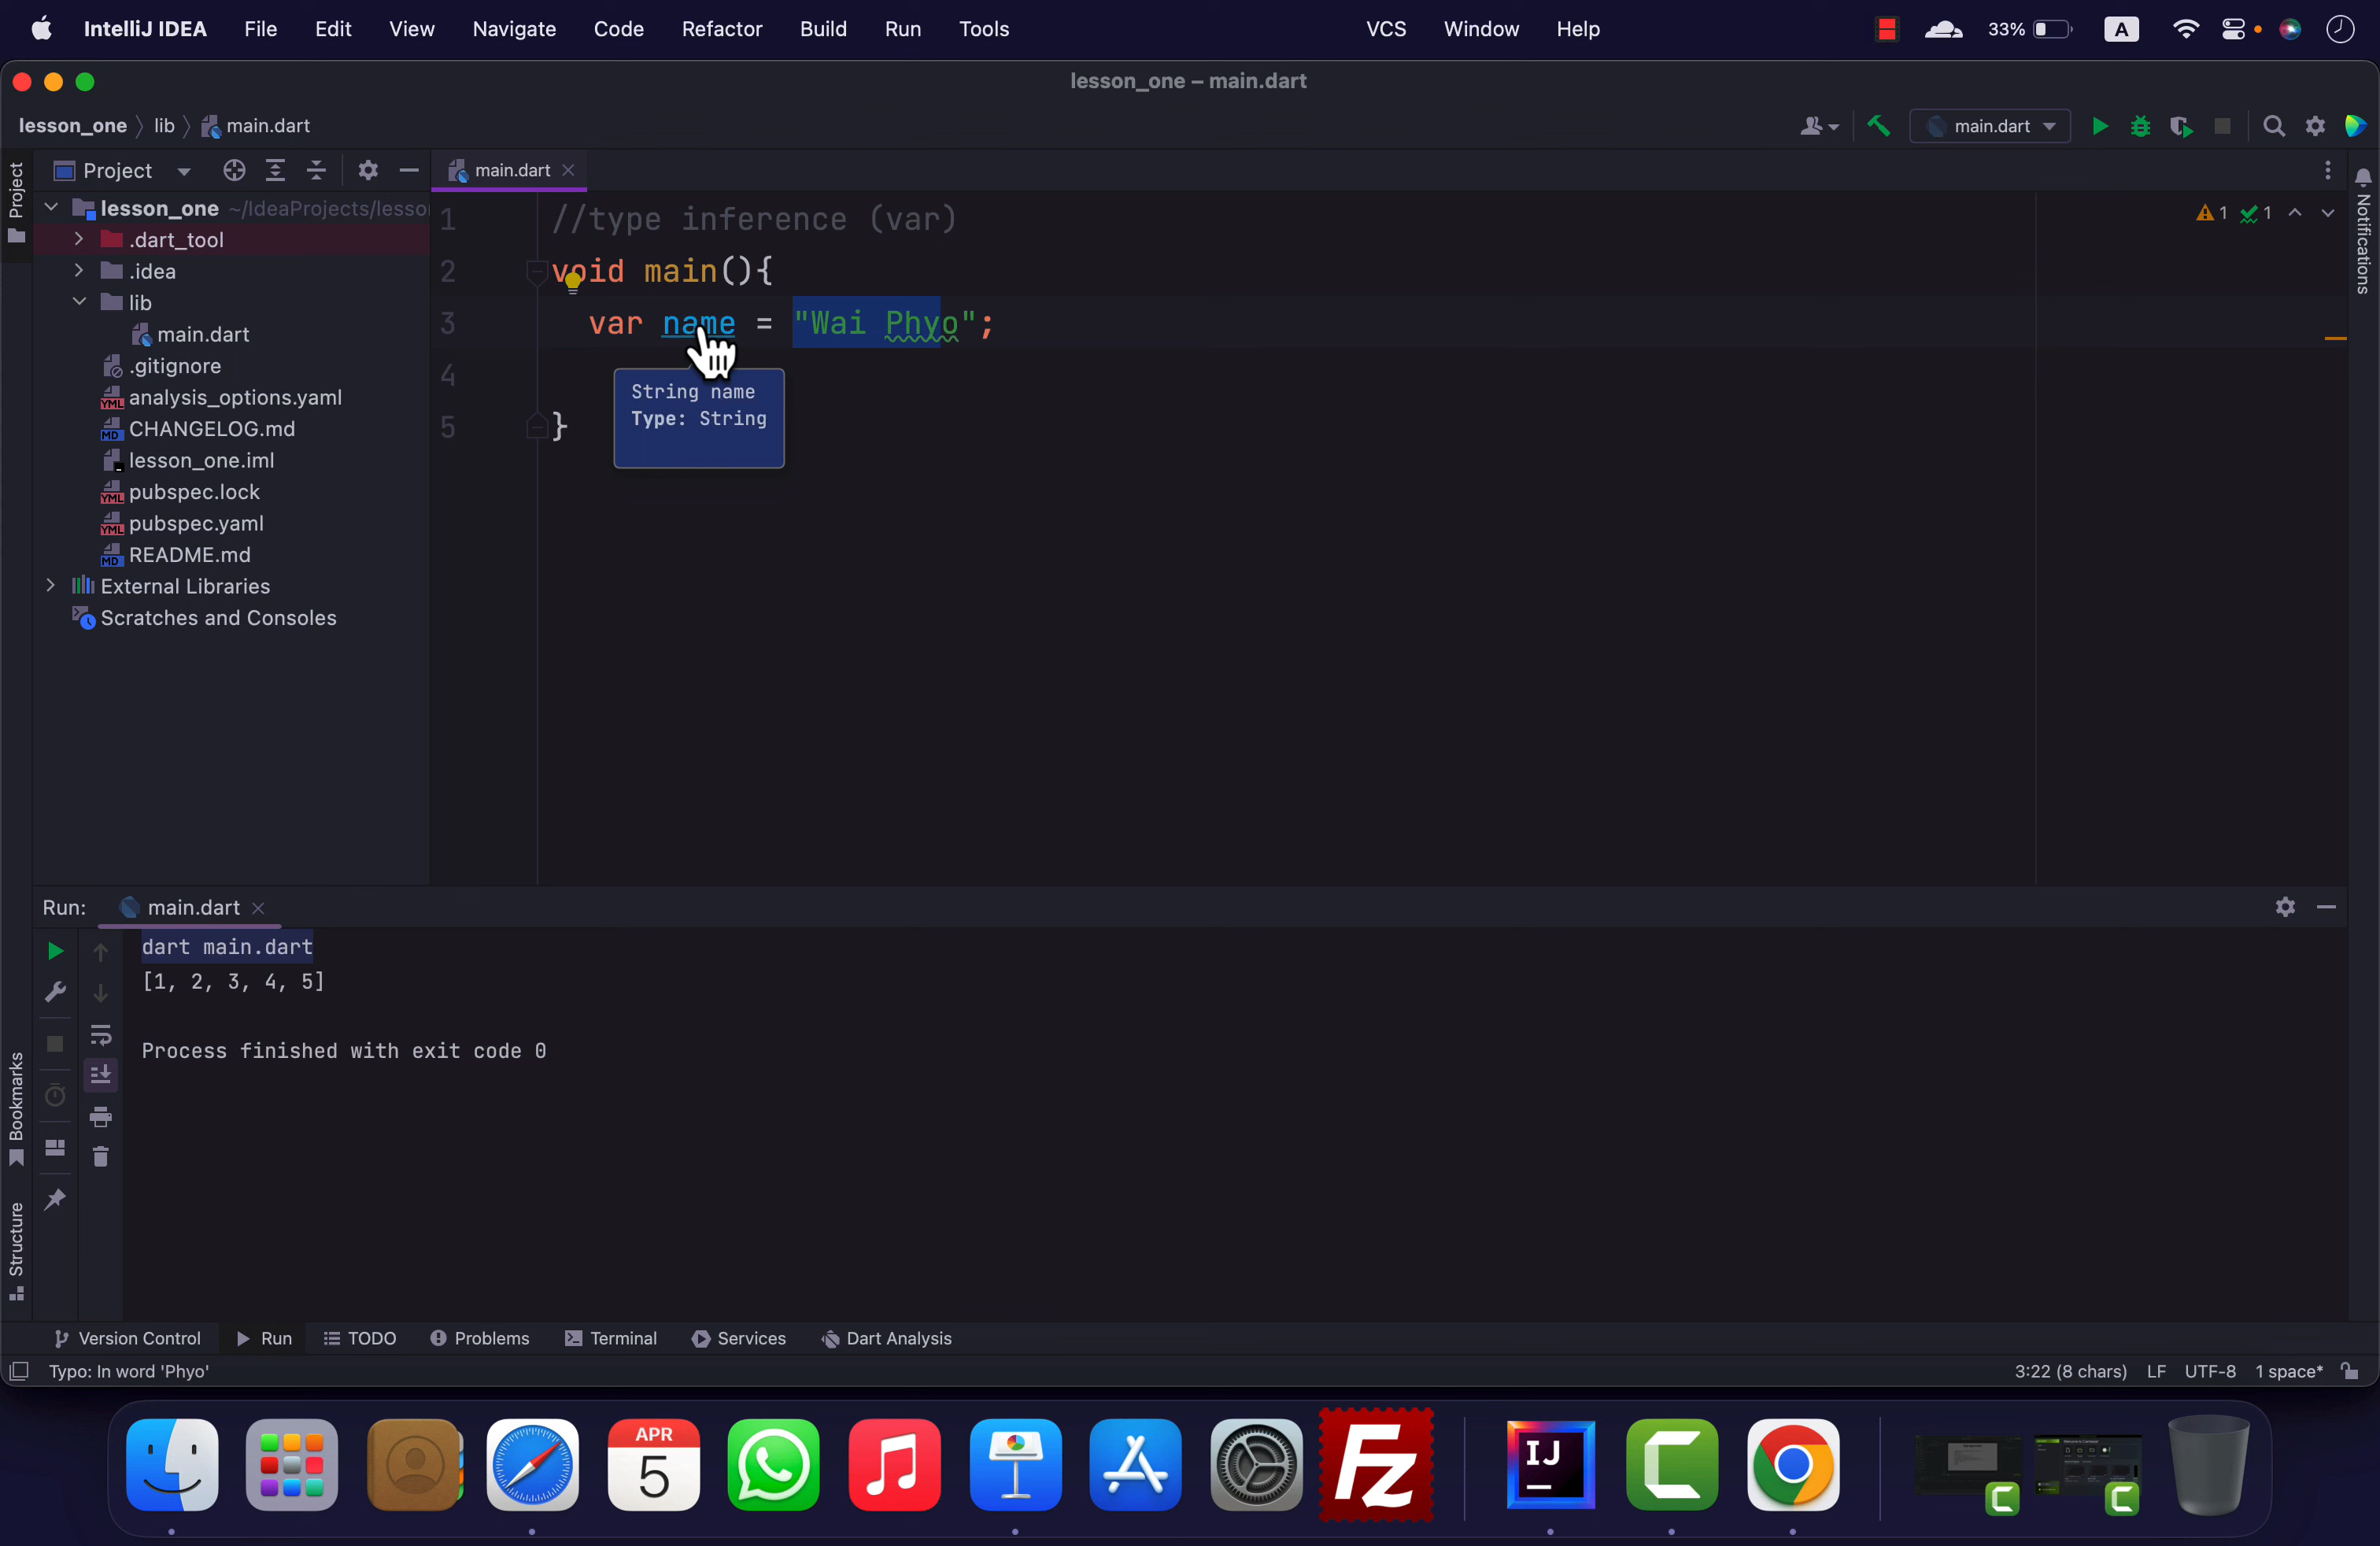 IntelliJ IDEA File Edit View Navigate Code Refactor Build Run Tools VCS Window Help 33% A
lesson_one – main.dart
lesson_one lib main.dart main.dart
Project
Project main.dart
Notifications
lesson_one ~/IdeaProjects/lesso
.dart_tool
.idea
lib
main.dart
.gitignore
analysis_options.yaml
CHANGELOG.md
lesson_one.iml
pubspec.lock
pubspec.yaml
README.md
External Libraries
Scratches and Consoles
1 //type inference (var)
1 1
2 void main(){
3 var name = "Wai Phyo";
4
5 }
String name
Type: String
Run: main.dart
dart main.dart
[1, 2, 3, 4, 5]
Process finished with exit code 0
Bookmarks
Structure
Version Control Run TODO Problems Terminal Services Dart Analysis
Typo: In word 'Phyo' 3:22 (8 chars) LF UTF-8 1 space*
APR
5
Fz
IJ